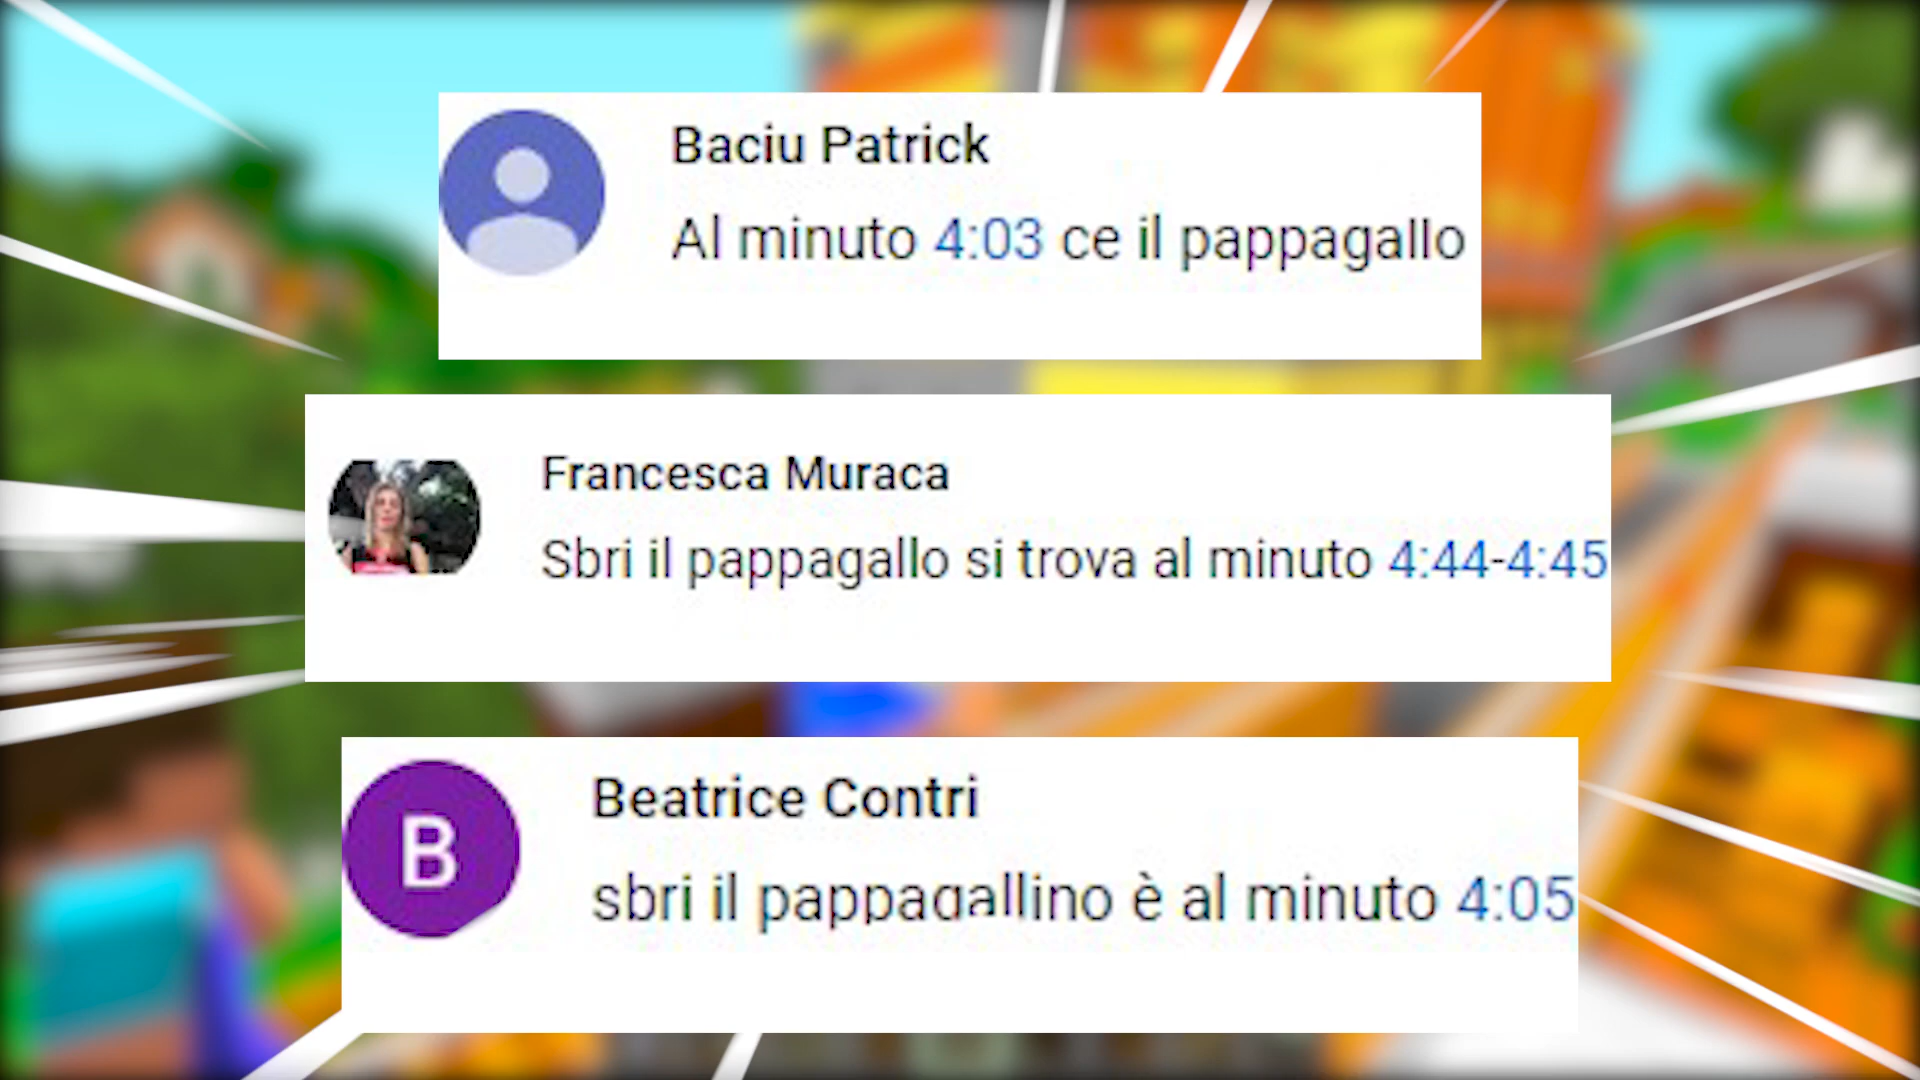 Baciu Patrick
Al minuto 4:03 ce il pappagallo
Francesca Muraca
Sbri il pappagallo si trova al minuto 4:44-4:45
B
Beatrice Contri
sbri il pappagallino è al minuto 4:05